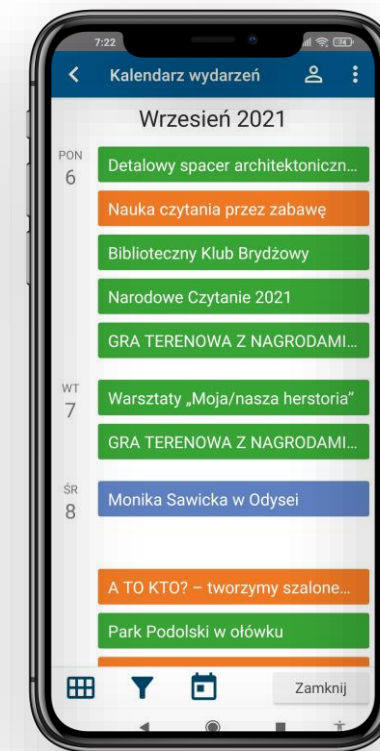 7:22
74
Kalendarz wydarzeń
Wrzesień 2021
PON
6
Detalowy spacer architektoniczn...
Nauka czytania przez zabawę
Biblioteczny Klub Brydżowy
Narodowe Czytanie 2021
GRA TERENOWA Z NAGRODAMI...
WT
7
Warsztaty „Moja/nasza herstoria”
GRA TERENOWA Z NAGRODAMI...
ŚR
8
Monika Sawicka w Odysei
A TO KTO? – tworzymy szalone...
Park Podolski w ołówku
Zamknij